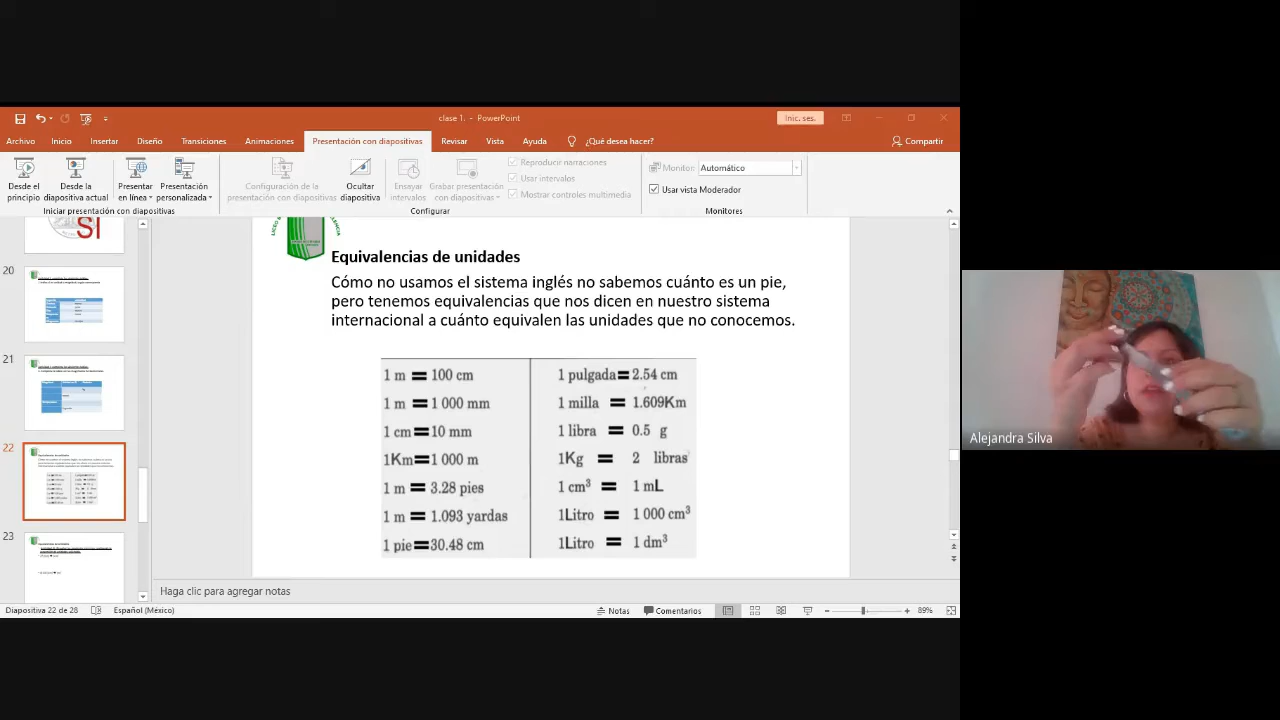 clase 1. - PowerPoint
Inic. ses.
Archivo Inicio Insertar Diseño Transiciones Animaciones Presentación con diapositivas Revisar Vista Ayuda ¿Qué desea hacer? Compartir
Desde el principio
Desde la diapositiva actual
Presentar en línea
Presentación personalizada
Iniciar presentación con diapositivas
Configuración de la presentación con diapositivas
Ocultar diapositiva
Ensayar intervalos
Grabar presentación con diapositivas
Reproducir narraciones
Usar intervalos
Mostrar controles multimedia
Configurar
Monitor: Automático
Usar vista Moderador
Monitores
SI
20
21
22
23
Equivalencias de unidades
Cómo no usamos el sistema inglés no sabemos cuánto es un pie,
pero tenemos equivalencias que nos dicen en nuestro sistema
internacional a cuánto equivalen las unidades que no conocemos.
1 m = 100 cm
1 m = 1 000 mm
1 cm = 10 mm
1Km = 1 000 m
1 m = 3.28 pies
1 m = 1.093 yardas
1 pie = 30.48 cm
1 pulgada = 2.54 cm
1 milla = 1.609Km
1 libra = 0.5 g
1Kg = 2 libras
1 cm³ = 1 mL
1Litro = 1 000 cm³
1Litro = 1 dm³
Haga clic para agregar notas
Diapositiva 22 de 28 Español (México) Notas Comentarios 89%
Alejandra Silva